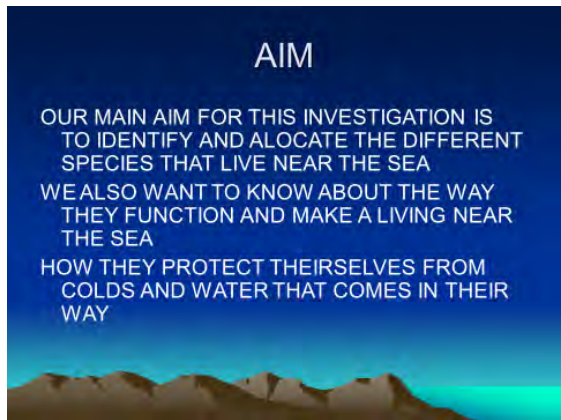 AIM
OUR MAIN AIM FOR THIS INVESTIGATION IS
TO IDENTIFY AND ALOCATE THE DIFFERENT
SPECIES THAT LIVE NEAR THE SEA
WE ALSO WANT TO KNOW ABOUT THE WAY
THEY FUNCTION AND MAKE A LIVING NEAR
THE SEA
HOW THEY PROTECT THEIRSELVES FROM
COLDS AND WATER THAT COMES IN THEIR
WAY